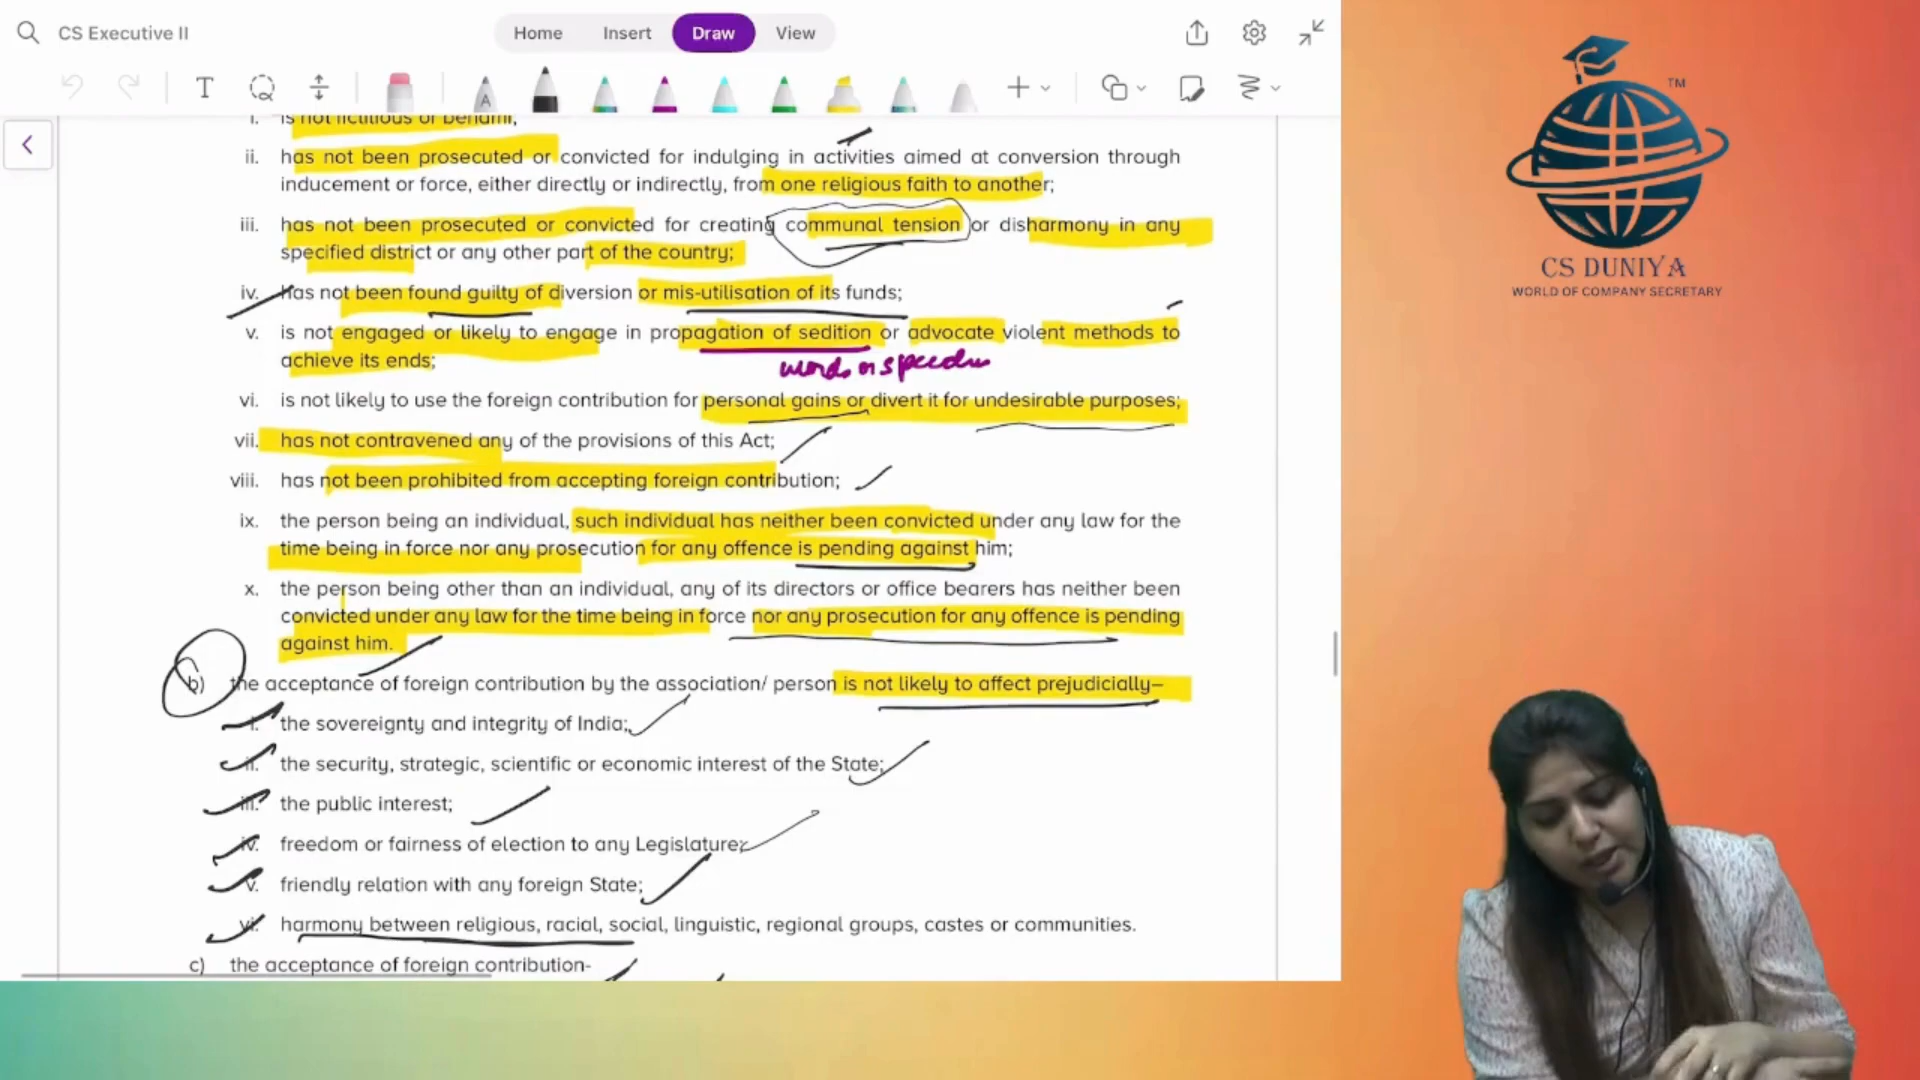 CS Executive II
Home Insert Draw View
T
A
TM
CS DUNIYA
WORLD OF COMPANY SECRETARY
i. is not fictitious or benami;
ii. has not been prosecuted or convicted for indulging in activities aimed at conversion through
inducement or force, either directly or indirectly, from one religious faith to another;
iii. has not been prosecuted or convicted for creating communal tension or disharmony in any
specified district or any other part of the country;
iv. has not been found guilty of diversion or mis-utilisation of its funds;
v. is not engaged or likely to engage in propagation of sedition or advocate violent methods to
achieve its ends;
words or speech
vi. is not likely to use the foreign contribution for personal gains or divert it for undesirable purposes;
vii. has not contravened any of the provisions of this Act;
viii. has not been prohibited from accepting foreign contribution;
ix. the person being an individual, such individual has neither been convicted under any law for the
time being in force nor any prosecution for any offence is pending against him;
x. the person being other than an individual, any of its directors or office bearers has neither been
convicted under any law for the time being in force nor any prosecution for any offence is pending
against him.
b) the acceptance of foreign contribution by the association/ person is not likely to affect prejudicially–
i. the sovereignty and integrity of India;
ii. the security, strategic, scientific or economic interest of the State;
iii. the public interest;
iv. freedom or fairness of election to any Legislature;
v. friendly relation with any foreign State;
vi. harmony between religious, racial, social, linguistic, regional groups, castes or communities.
c) the acceptance of foreign contribution-